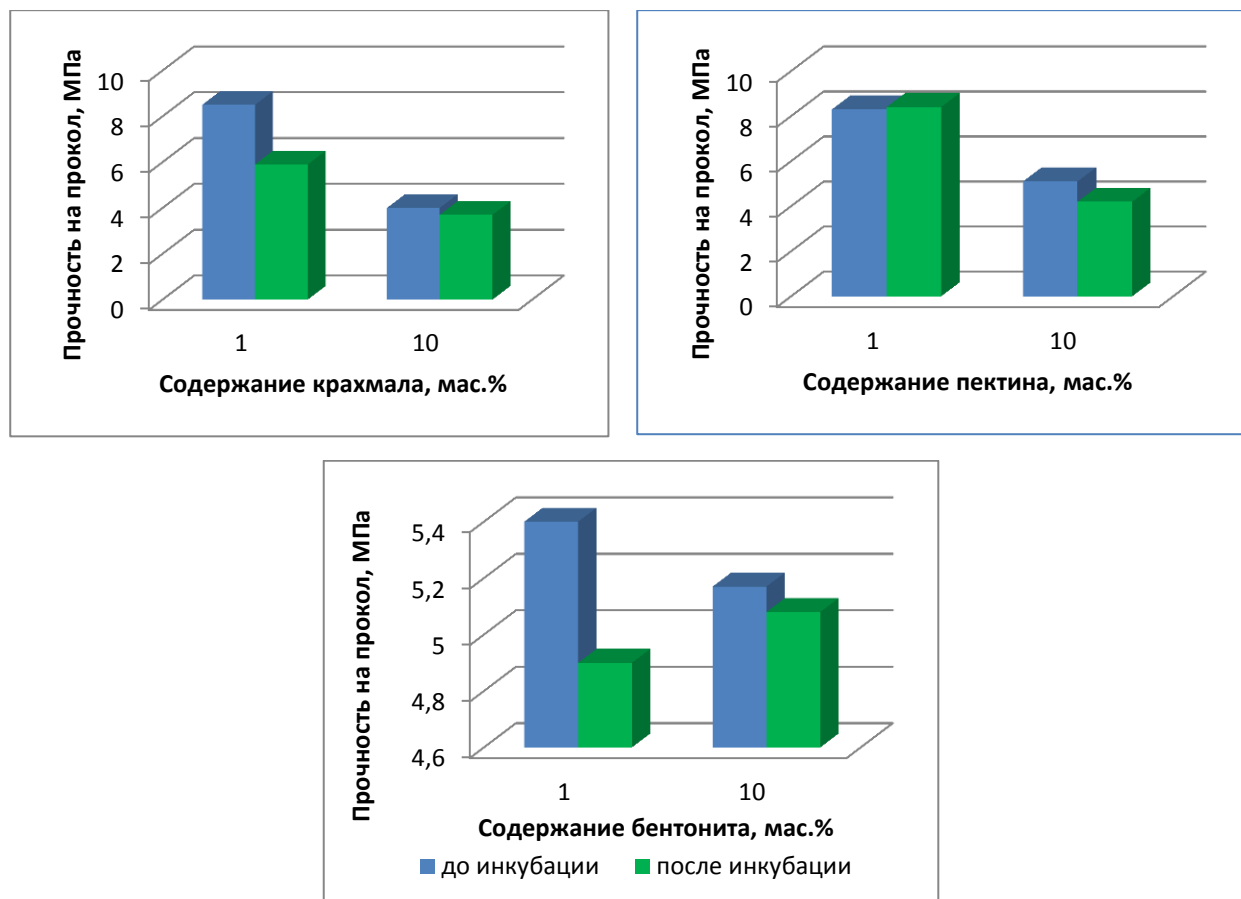 Прочность на прокол, МПа
10
8
6
4
2
0
1 10
Содержание крахмала, мас.%
Прочность на прокол, МПа
10
8
6
4
2
0
1 10
Содержание пектина, мас.%
Прочность на прокол, МПа
5,4
5,2
5
4,8
4,6
1 10
Содержание бентонита, мас.%
до инкубации после инкубации